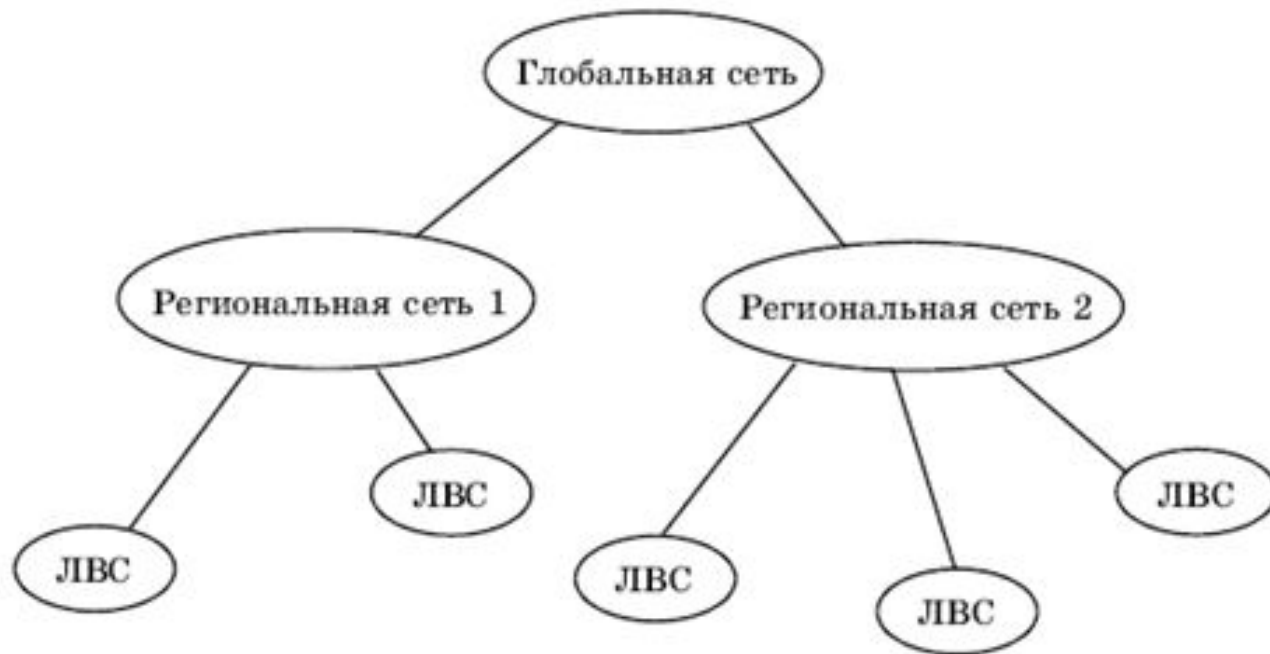 Глобальная сеть
Региональная сеть 1
Региональная сеть 2
ЛВС
ЛВС
ЛВС
ЛВС
ЛВС